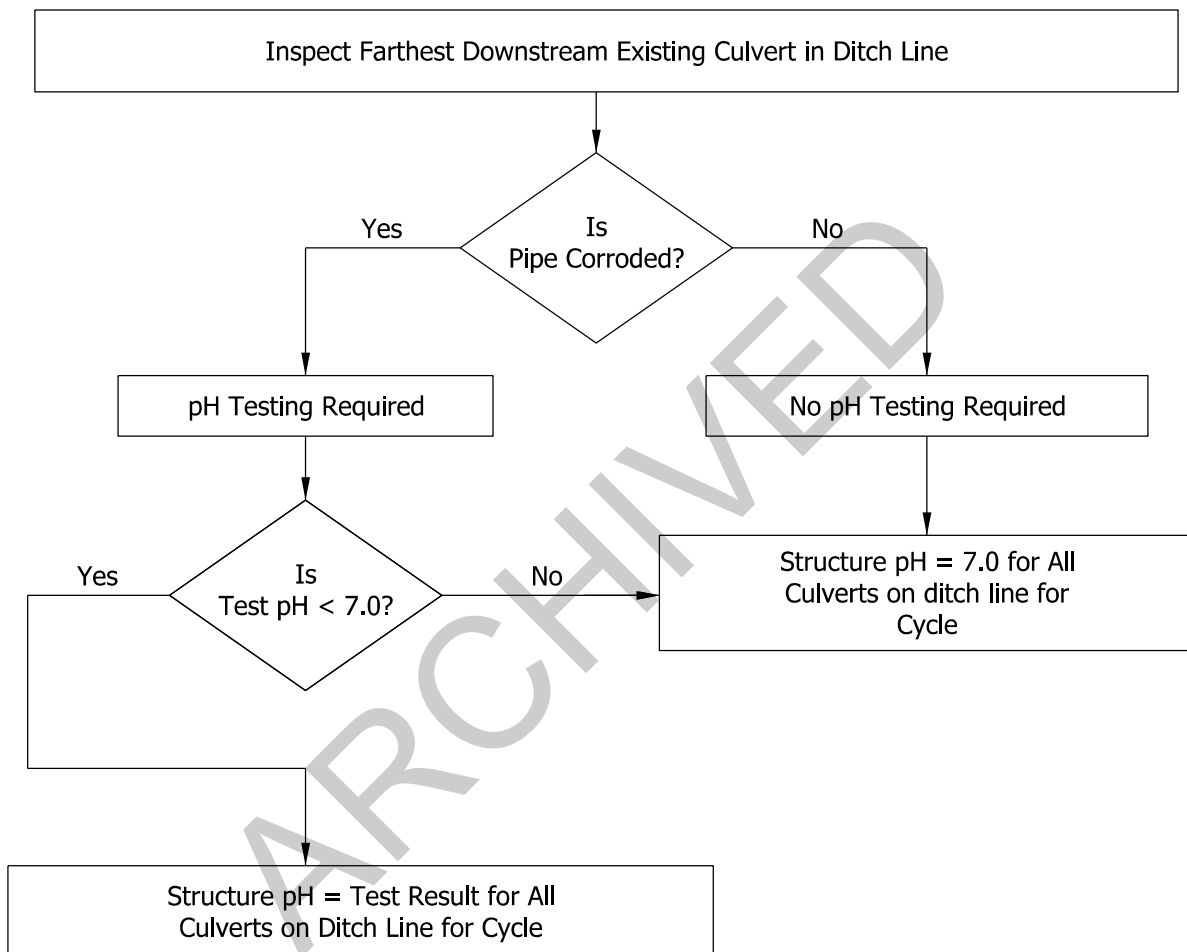 Inspect Farthest Downstream Existing Culvert in Ditch Line
Is
Pipe Corroded?
Yes
No
pH Testing Required
No pH Testing Required
Is
Test pH < 7.0?
Yes
No
Structure pH = 7.0 for All
Culverts on ditch line for
Cycle
Structure pH = Test Result for All
Culverts on Ditch Line for Cycle
ARCHIVED